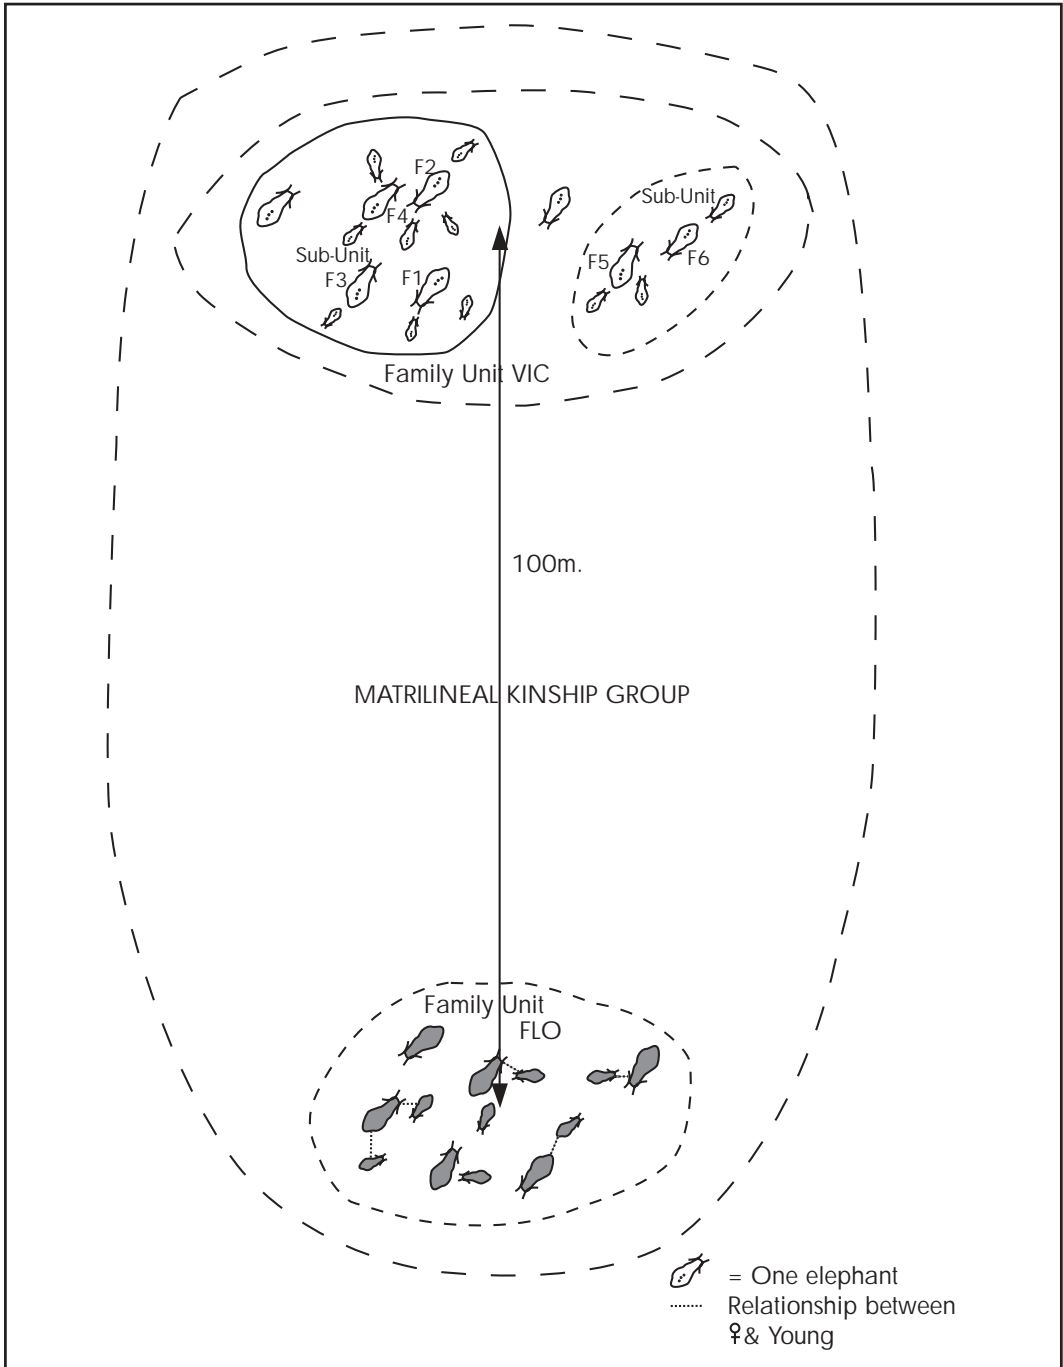 F2
Sub-Unit
F4
Sub-Unit
F5
F6
F3
F1
Family Unit VIC
100m.
MATRILINEAL KINSHIP GROUP
Family Unit
FLO
= One elephant
Relationship between
♀& Young